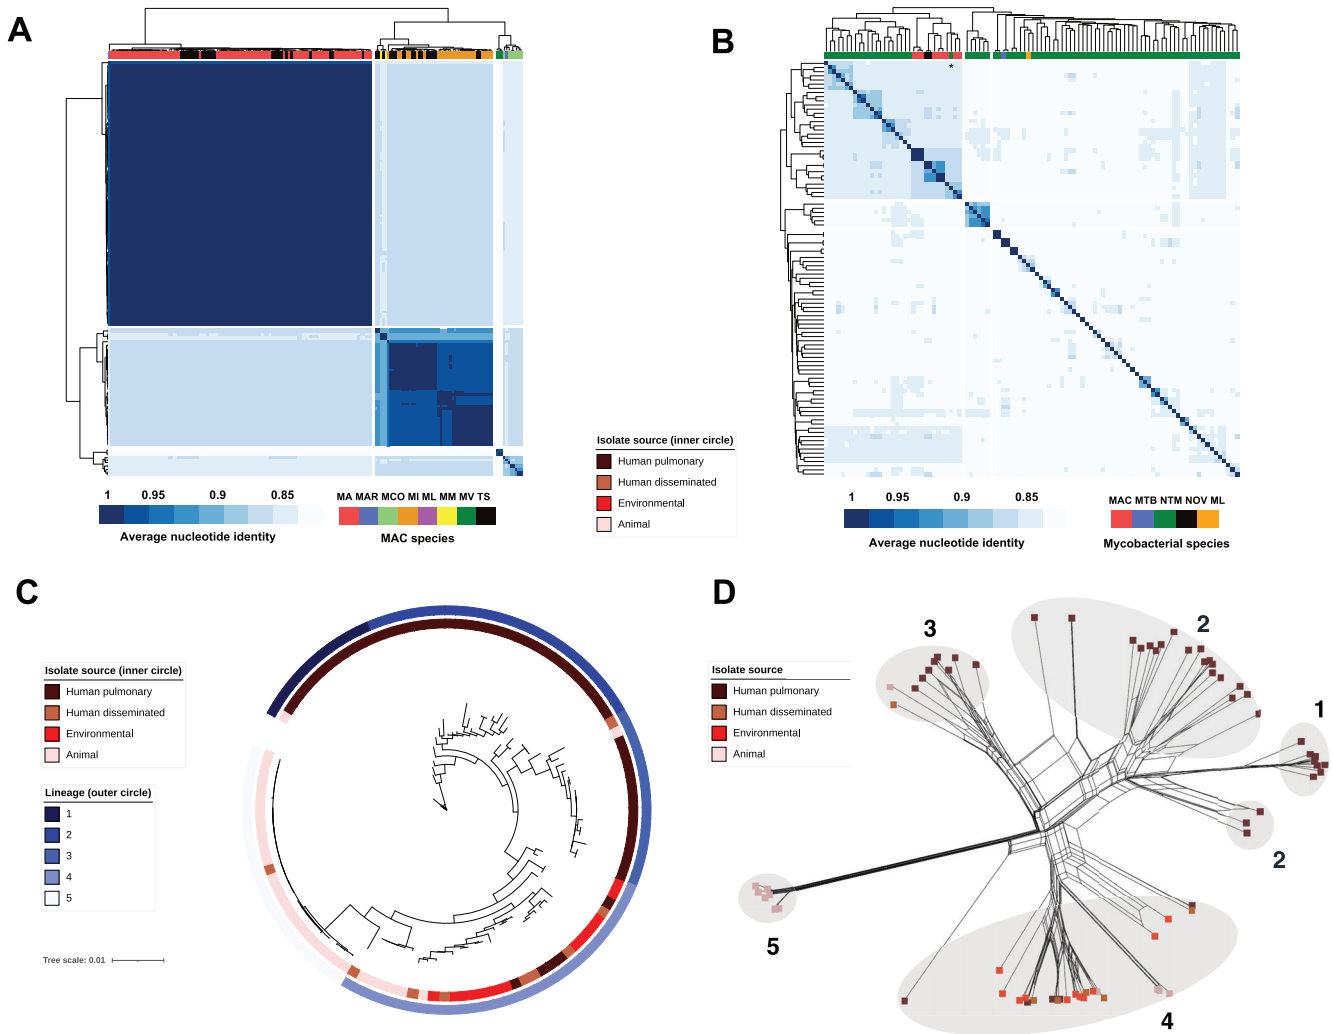 A
B
*
1 0.95 0.9 0.85
Average nucleotide identity
MA MAR MCO MI ML MM MV TS
MAC species
Isolate source (inner circle)
Human pulmonary
Human disseminated
Environmental
Animal
1 0.95 0.9 0.85
Average nucleotide identity
MAC MTB NTM NOV ML
Mycobacterial species
C
Isolate source (inner circle)
Human pulmonary
Human disseminated
Environmental
Animal
Lineage (outer circle)
1
2
3
4
5
Tree scale: 0.01
D
Isolate source
Human pulmonary
Human disseminated
Environmental
Animal
3
2
1
2
5
4